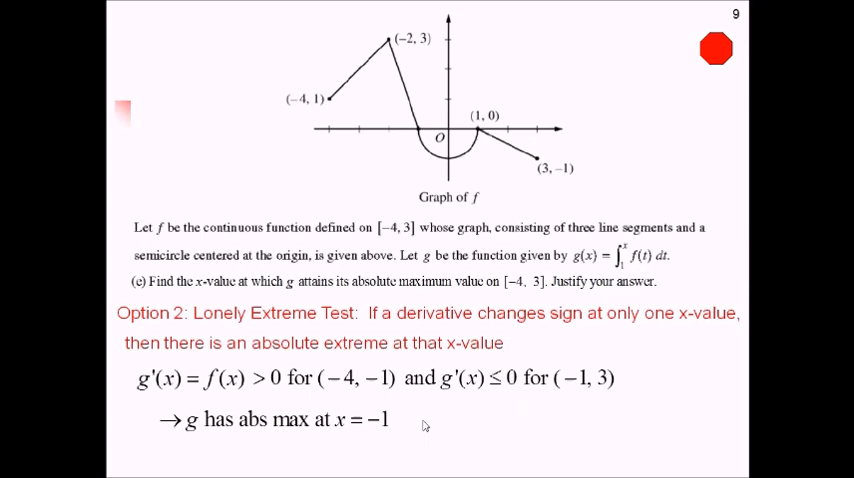 9
(−2, 3)
(−4, 1)
(1, 0)
O
(3, −1)
Graph of f
Let f be the continuous function defined on [−4, 3] whose graph, consisting of three line segments and a
semicircle centered at the origin, is given above. Let g be the function given by g(x) = ∫₁ˣ f(t) dt.
(e) Find the x-value at which g attains its absolute maximum value on [−4, 3]. Justify your answer.
Option 2: Lonely Extreme Test: If a derivative changes sign at only one x-value,
then there is an absolute extreme at that x-value
g'(x) = f(x) > 0 for (−4, −1) and g'(x) ≤ 0 for (−1, 3)
→ g has abs max at x = −1